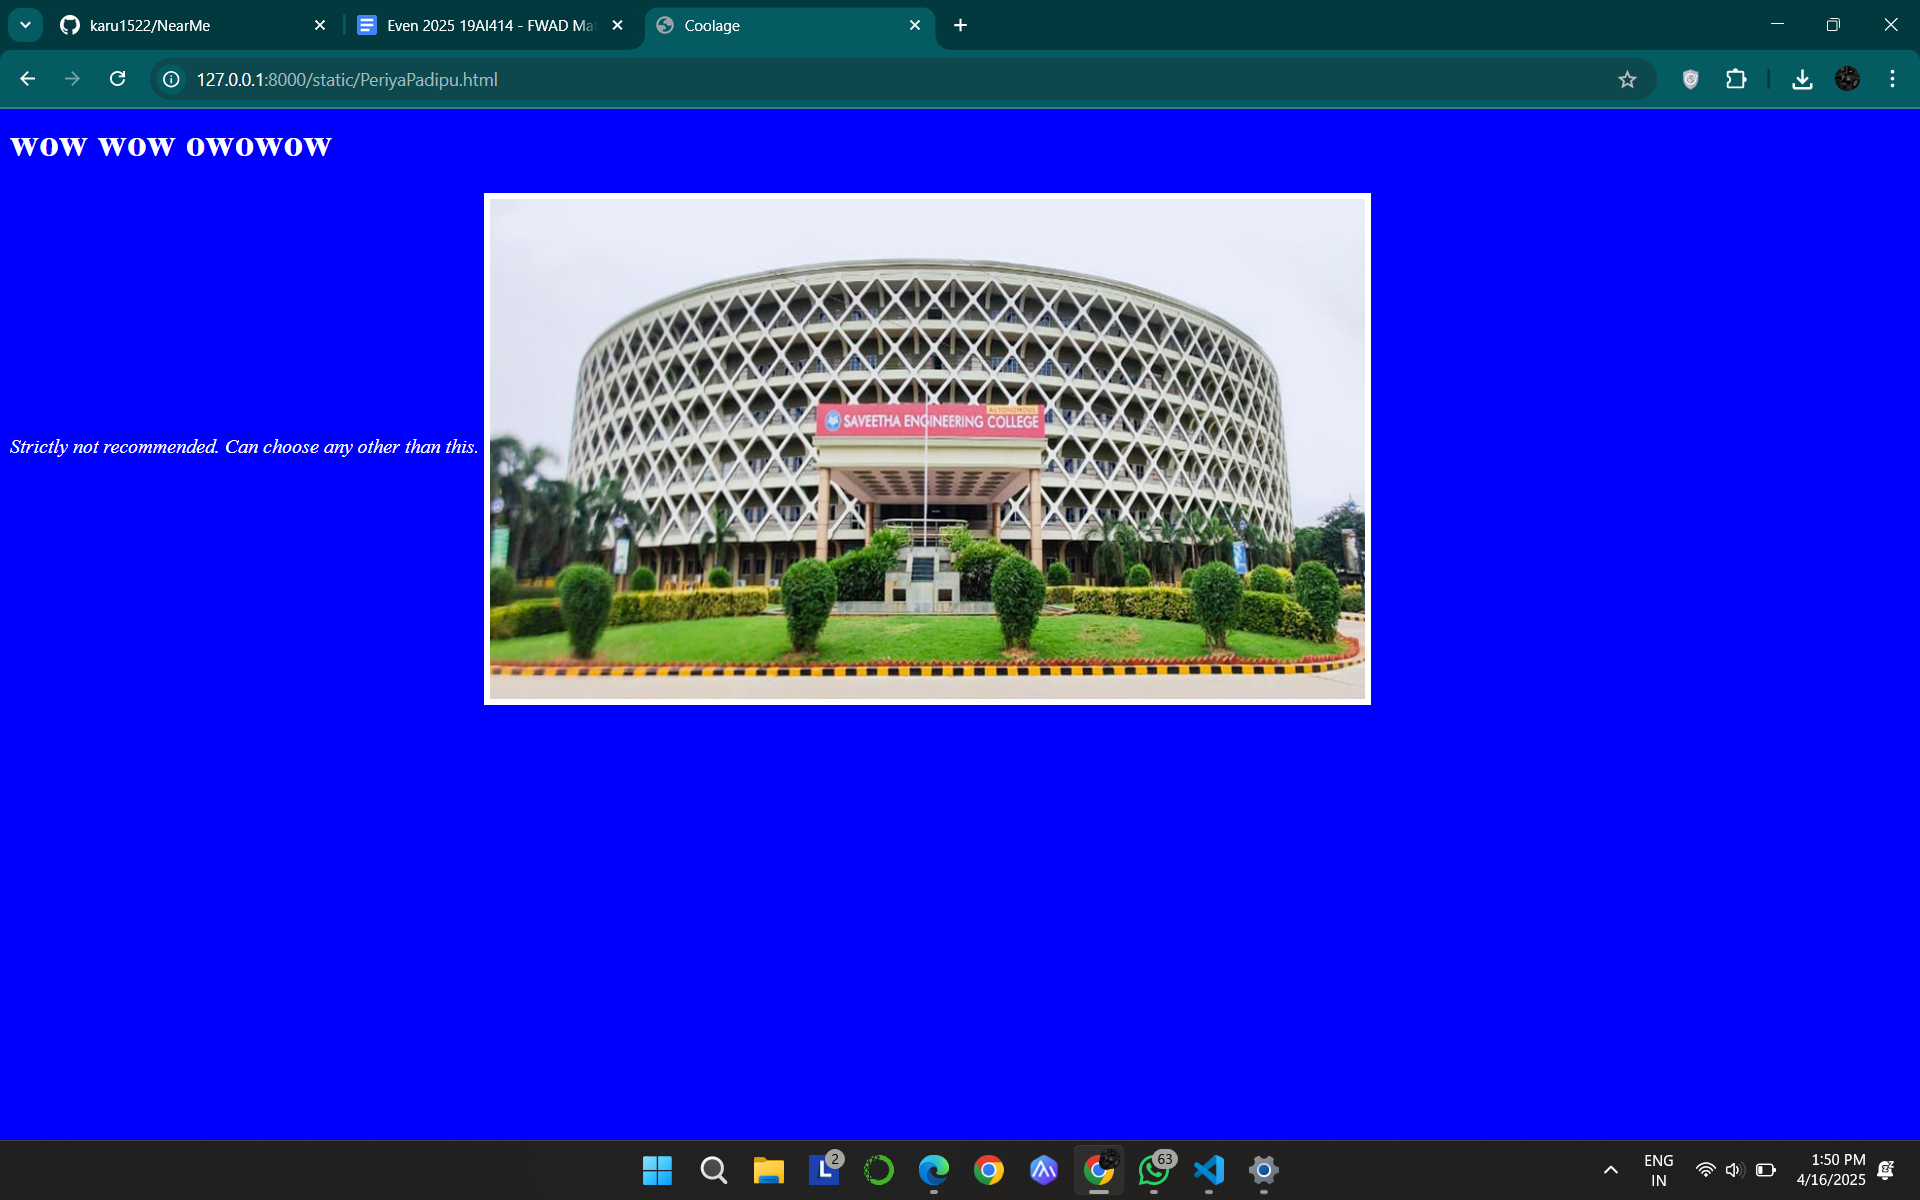 karu1522/NearMe
Even 2025 19AI414 - FWAD Ma
Coolage
127.0.0.1:8000/static/PeriyaPadipu.html
wow wow owowow
AUTONOMOUS
SAVEETHA ENGINEERING COLLEGE
Strictly not recommended. Can choose any other than this.
L
2
63
ENG
IN
1:50 PM
4/16/2025